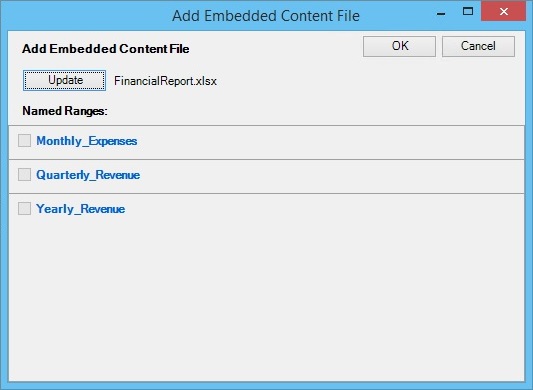 Add Embedded Content File
Add Embedded Content File
OK
Cancel
Update
FinancialReport.xlsx
Named Ranges:
Monthly_Expenses
Quarterly_Revenue
Yearly_Revenue